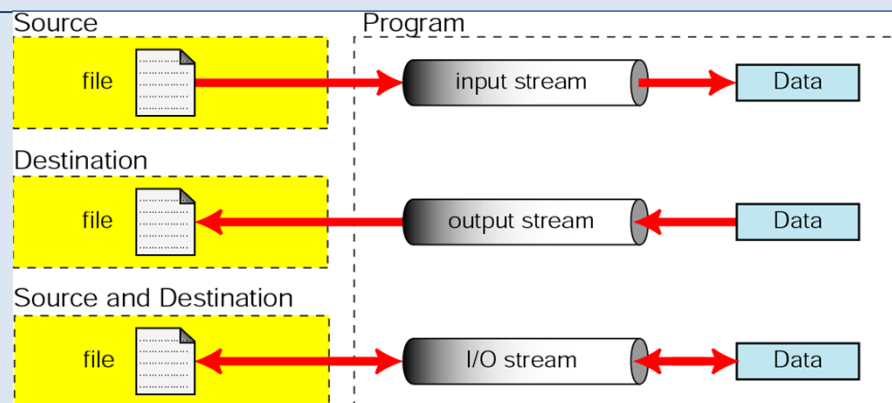 Source Program
file input stream Data
Destination
file output stream Data
Source and Destination
file I/O stream Data